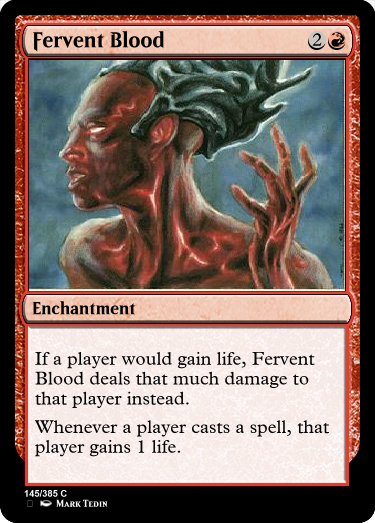 Fervent Blood 2
Enchantment
If a player would gain life, Fervent
Blood deals that much damage to
that player instead.
Whenever a player casts a spell, that
player gains 1 life.
145/385 C
Mark Tedin